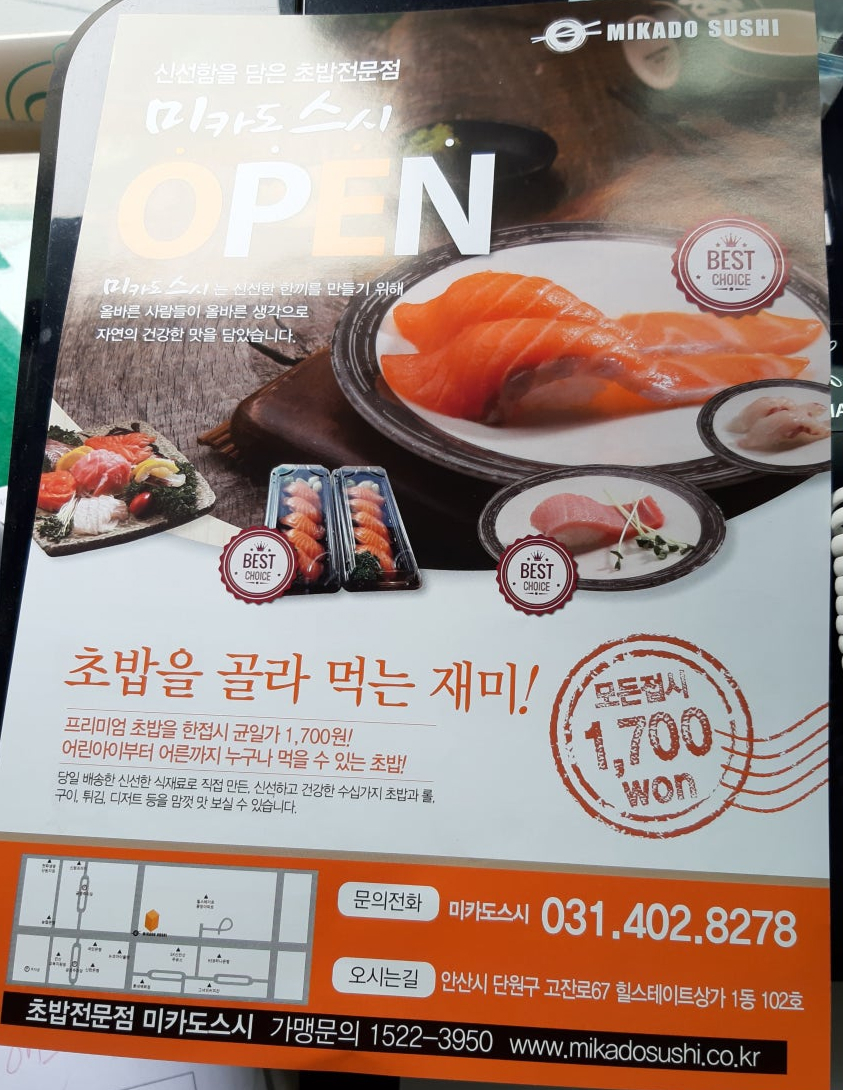 MIKADO SUSHI
신선함을 담은 초밥전문점
미카도스시
OPEN
미카도스시는 신선한 한끼를 만들기 위해
올바른 사람들이 올바른 생각으로
자연의 건강한 맛을 담았습니다.
BEST
CHOICE
BEST
CHOICE
BEST
CHOICE
초밥을 골라 먹는 재미!
프리미엄 초밥을 한접시 균일가 1,700원!
어린아이부터 어른까지 누구나 먹을 수 있는 초밥!
당일 배송한 신선한 식재료로 직접 만든, 신선하고 건강한 수십가지 초밥과 롤,
구이, 튀김, 디저트 등을 맘껏 맛 보실 수 있습니다.
모든접시
1,700
won
MIKADO SUSHI
문의전화 미카도스시 031.402.8278
오시는길 안산시 단원구 고잔로67 힐스테이트상가 1동 102호
초밥전문점 미카도스시 가맹문의 1522-3950 www.mikadosushi.co.kr